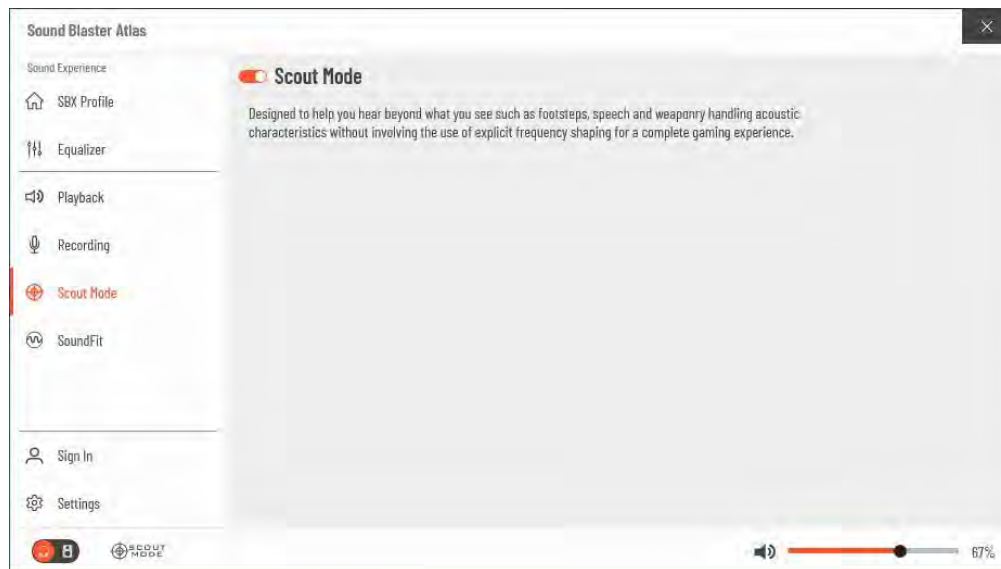 Sound Blaster Atlas
Sound Experience
SBX Profile
Equalizer
Playback
Recording
Scout Mode
SoundFit
Sign In
Settings
Scout Mode
Designed to help you hear beyond what you see such as footsteps, speech and weaponry handling acoustic
characteristics without involving the use of explicit frequency shaping for a complete gaming experience.
SCOUT
MODE
67%